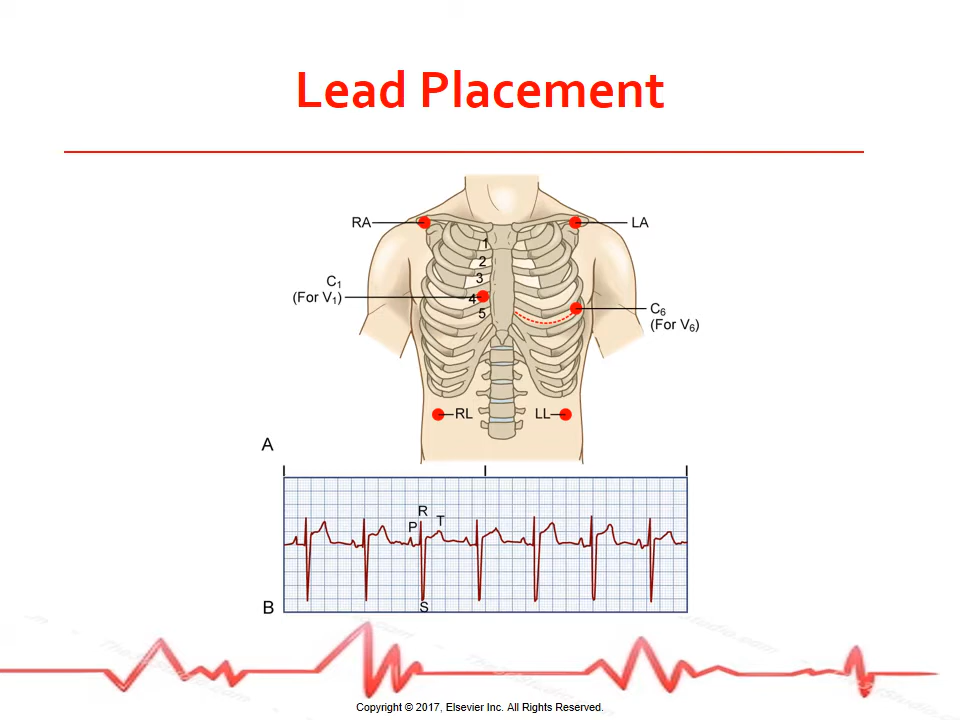 Lead Placement
RA
LA
1
2
3
C₁
(For V₁)
4
5
C₆
(For V₆)
RL
LL
A
R
P
T
S
B
Copyright © 2017, Elsevier Inc. All Rights Reserved.